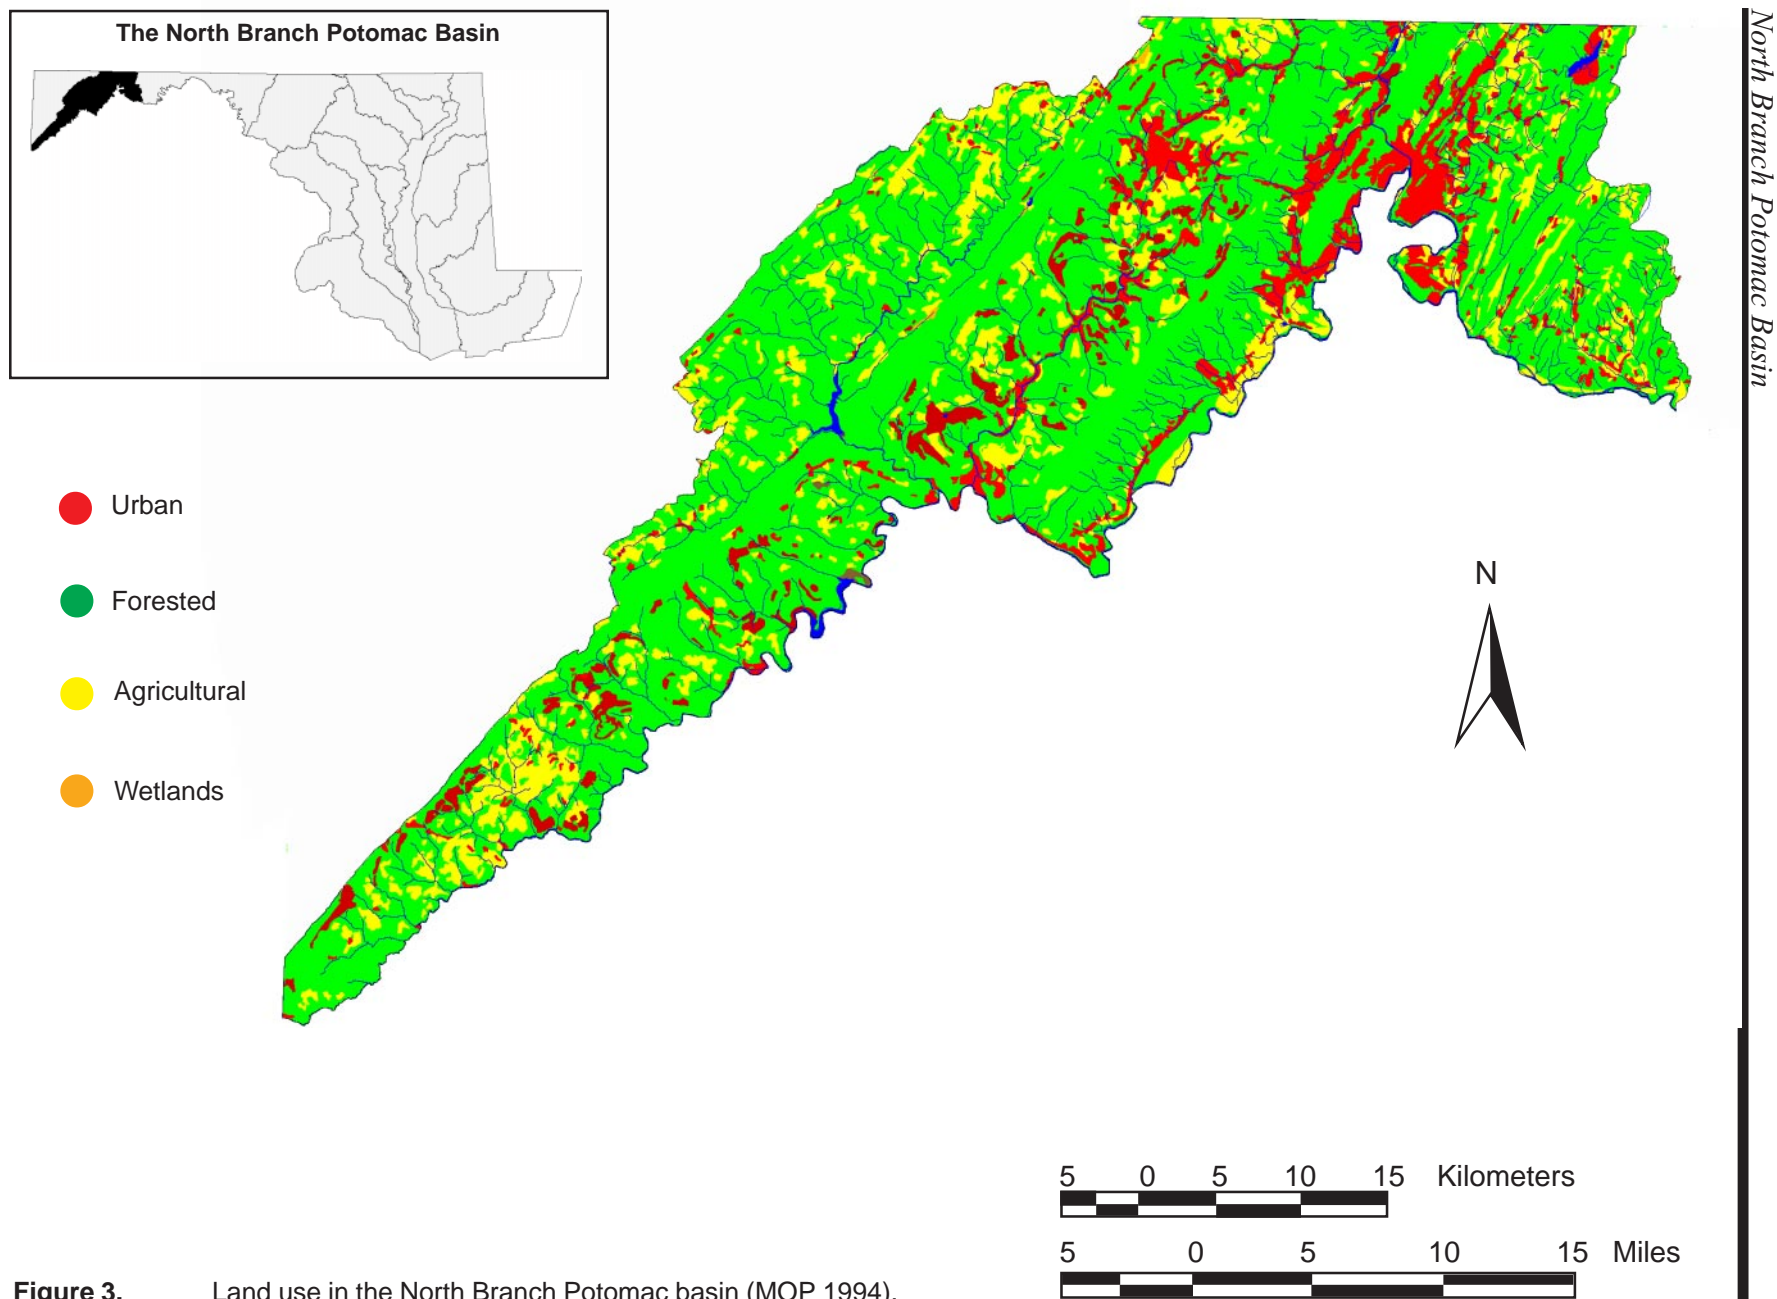 The North Branch Potomac Basin
North Branch Potomac Basin
Urban
Forested
Agricultural
Wetlands
N
5 0 5 10 15 Kilometers
5 0 5 10 15 Miles
Figure 3. Land use in the North Branch Potomac basin (MOP 1994).